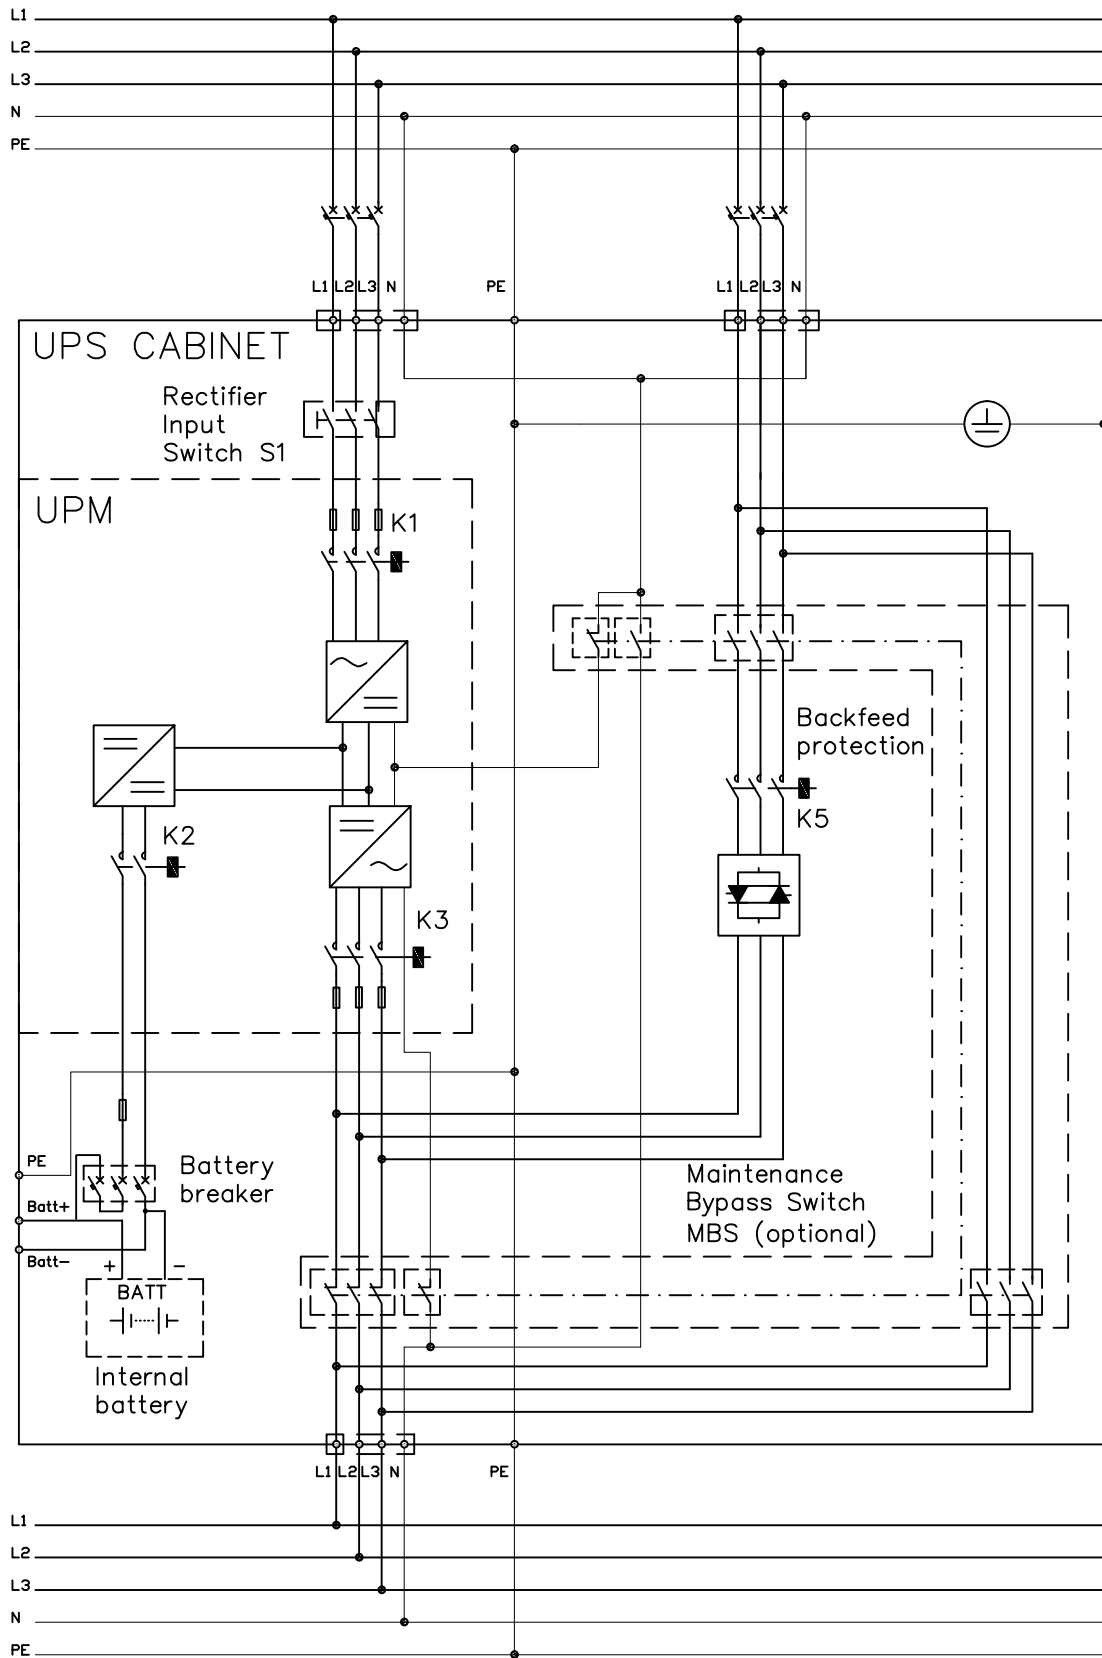 L1
L2
L3
N
PE
L1 L2 L3 N
PE
L1 L2 L3 N
UPS CABINET
Rectifier
Input
Switch S1
UPM
K1
Backfeed
protection
K5
K2
K3
PE
Battery
breaker
Batt+
Batt-
Maintenance
Bypass Switch
MBS (optional)
+
-
BATT
Internal
battery
L1 L2 L3 N
PE
L1
L2
L3
N
PE